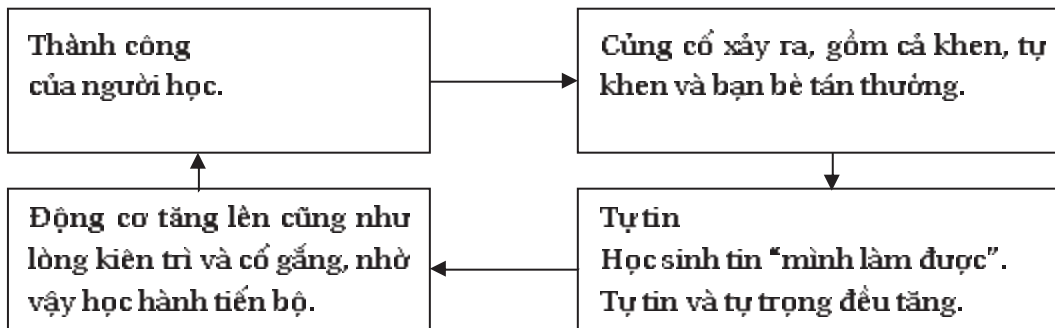 Thành công
của người học.
Củng cố xảy ra, gồm cả khen, tự
khen và bạn bè tán thưởng.
Tự tin
Học sinh tin “mình làm được”.
Tự tin và tự trọng đều tăng.
Động cơ tăng lên cũng như
lòng kiên trì và cố gắng, nhờ
vậy học hành tiến bộ.